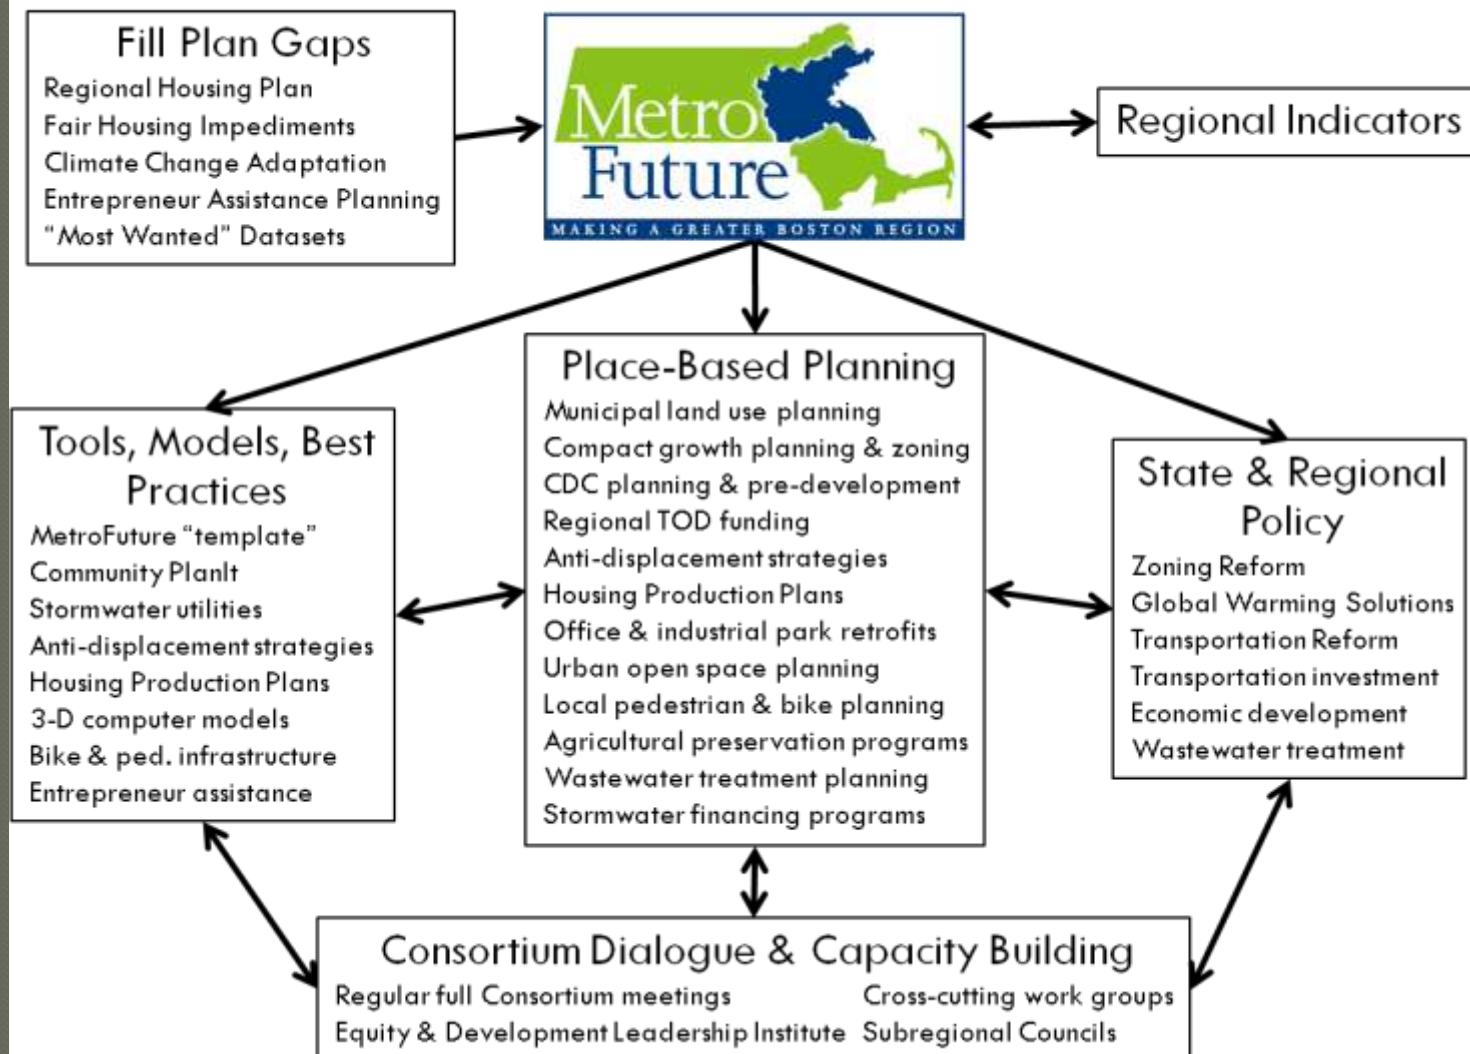 Fill Plan Gaps
Regional Housing Plan
Fair Housing Impediments
Climate Change Adaptation
Entrepreneur Assistance Planning
“Most Wanted” Datasets
Metro
Future
MAKING A GREATER BOSTON REGION
Regional Indicators
Tools, Models, Best
Practices
MetroFuture “template”
Community PlanIt
Stormwater utilities
Anti-displacement strategies
Housing Production Plans
3-D computer models
Bike & ped. infrastructure
Entrepreneur assistance
Place-Based Planning
Municipal land use planning
Compact growth planning & zoning
CDC planning & pre-development
Regional TOD funding
Anti-displacement strategies
Housing Production Plans
Office & industrial park retrofits
Urban open space planning
Local pedestrian & bike planning
Agricultural preservation programs
Wastewater treatment planning
Stormwater financing programs
State & Regional
Policy
Zoning Reform
Global Warming Solutions
Transportation Reform
Transportation investment
Economic development
Wastewater treatment
Consortium Dialogue & Capacity Building
Regular full Consortium meetings
Equity & Development Leadership Institute
Cross-cutting work groups
Subregional Councils